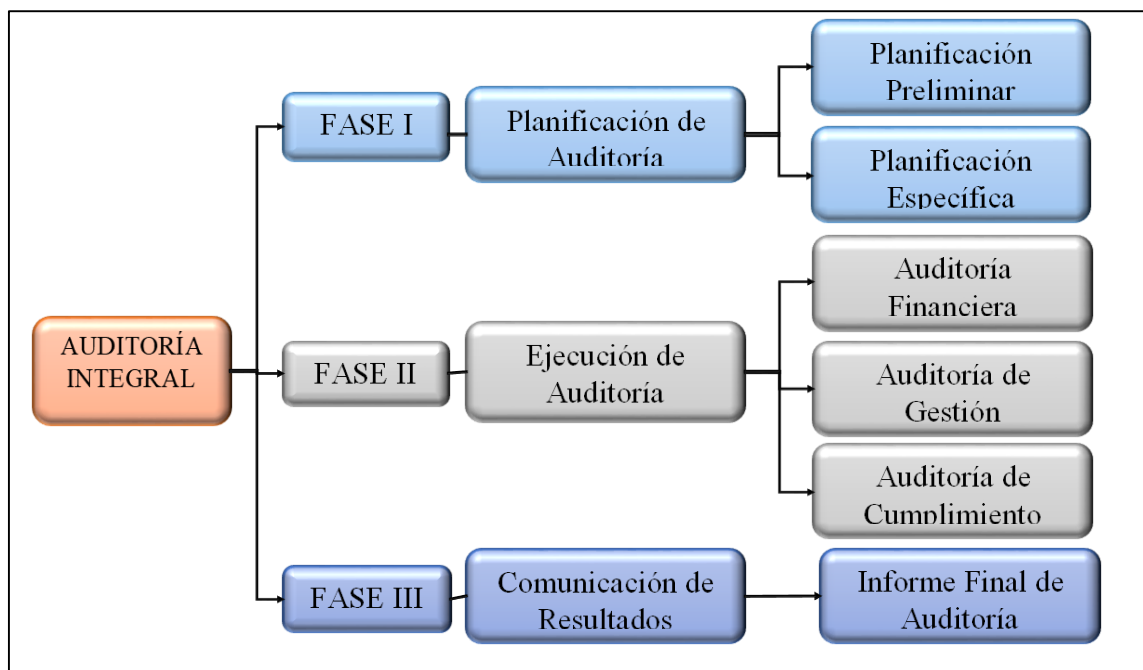 AUDITORÍA
INTEGRAL
FASE I
Planificación de
Auditoría
Planificación
Preliminar
Planificación
Específica
FASE II
Ejecución de
Auditoría
Auditoría
Financiera
Auditoría de
Gestión
Auditoría de
Cumplimiento
FASE III
Comunicación de
Resultados
Informe Final de
Auditoría